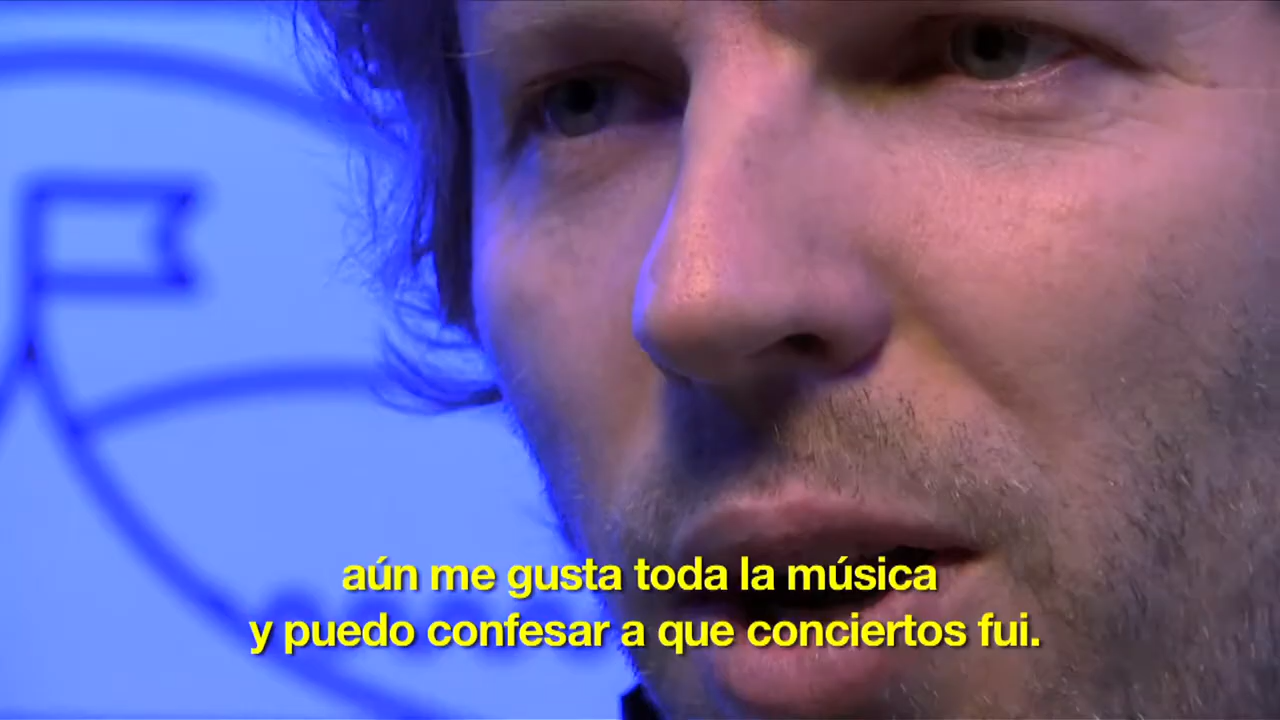 aún me gusta toda la música
y puedo confesar a que conciertos fui.